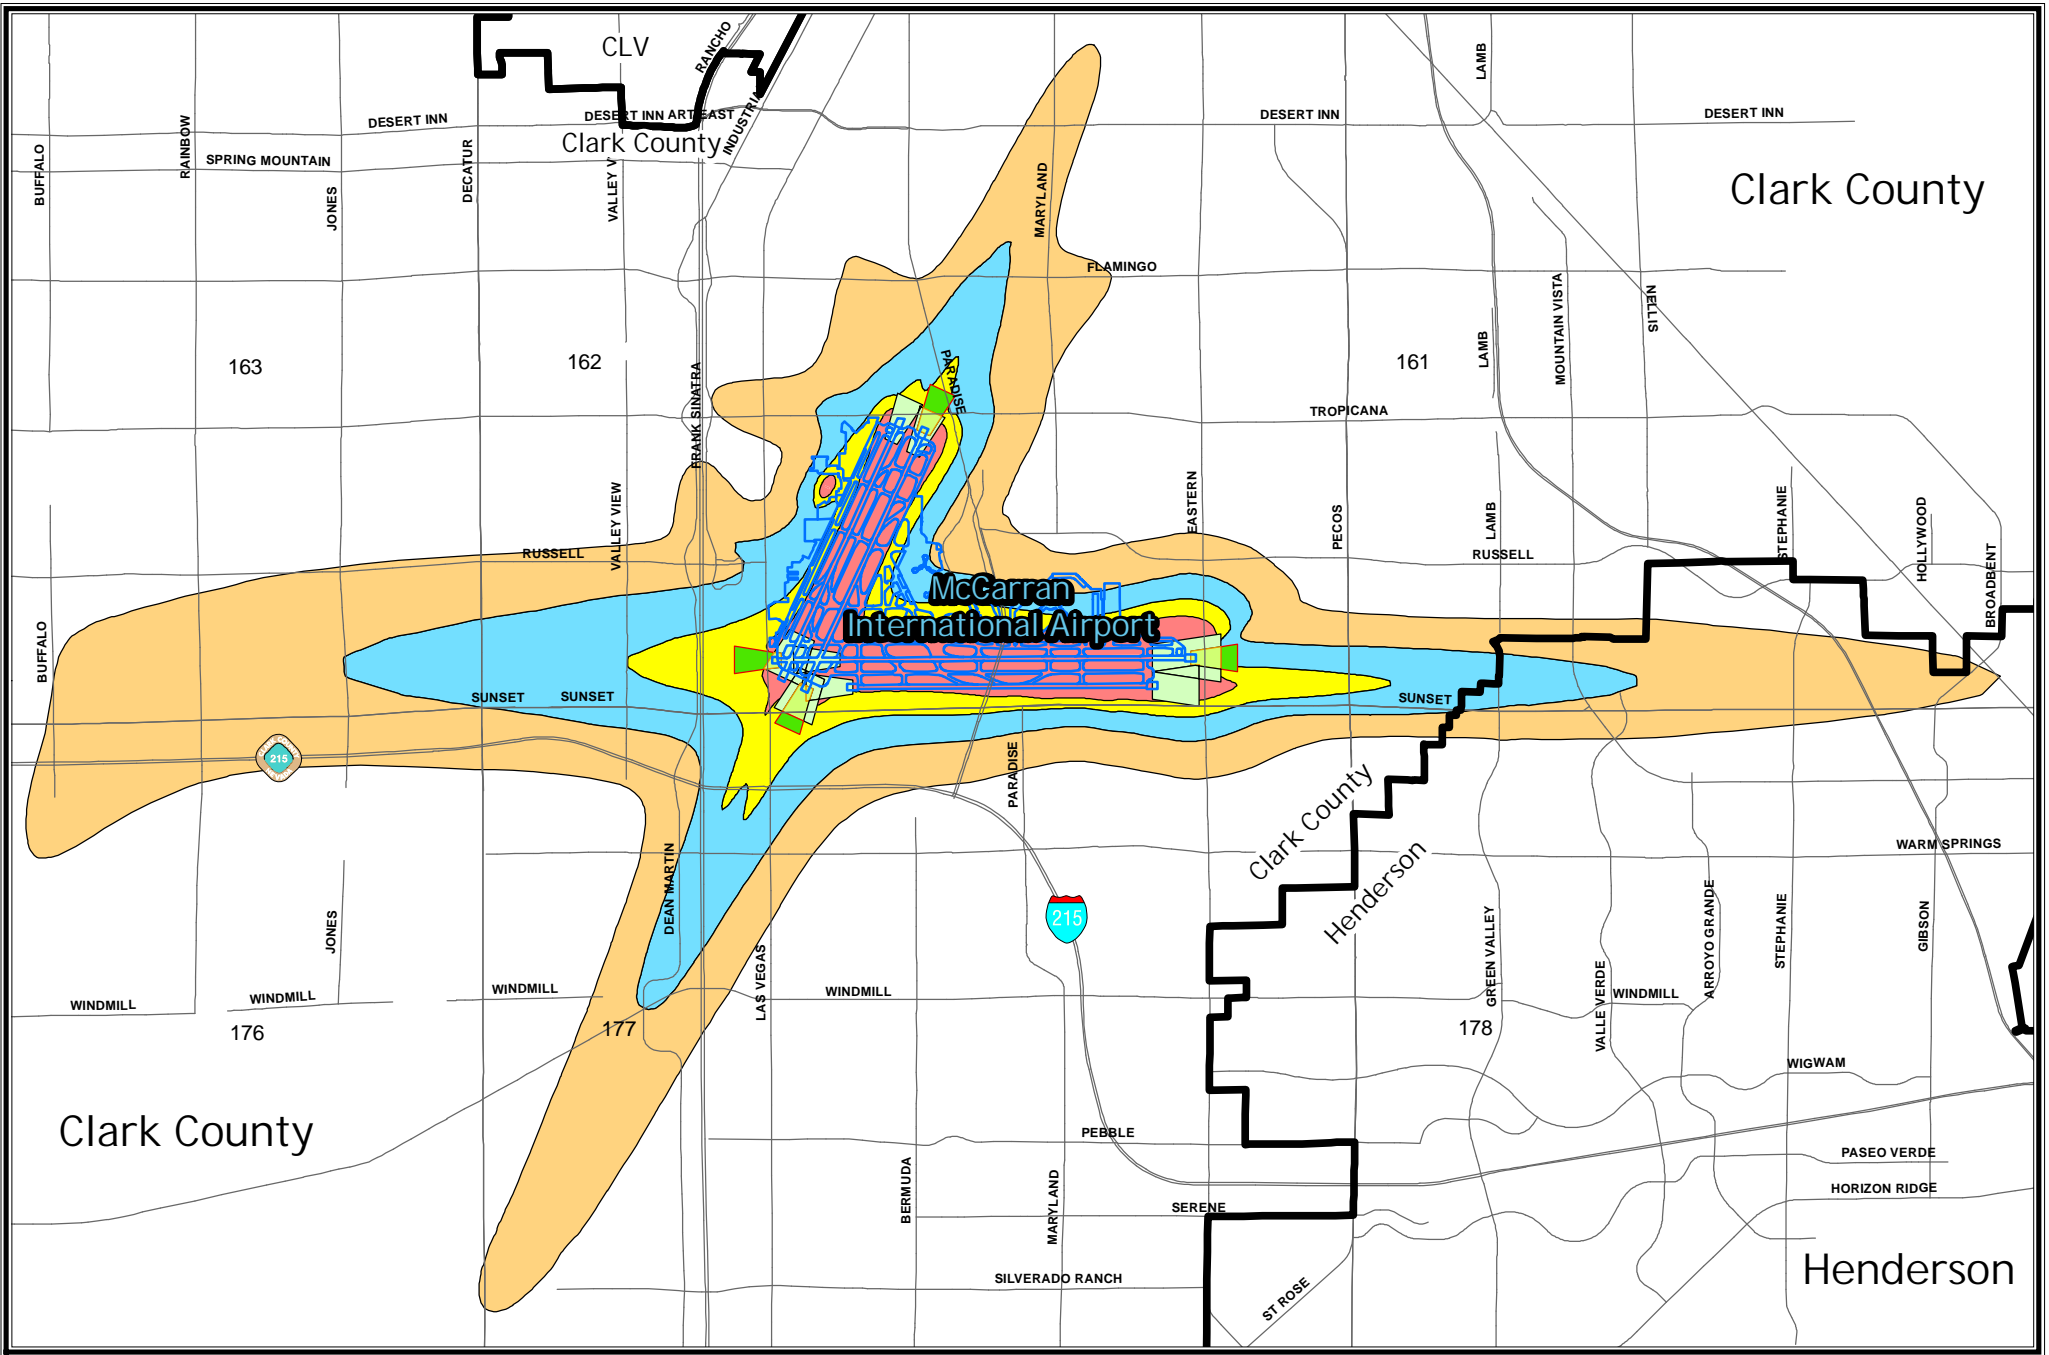 CLV
RANCHO
LAMB
DESERT INN
DESERT INN ART EAST
DESERT INN
DESERT INN
INDUSTRIA
Clark County
BUFFALO
RAINBOW
SPRING MOUNTAIN
JONES
DECATUR
VALLEY V
MARYLAND
Clark County
FLAMINGO
MOUNTAIN VISTA
NELLIS
163
162
161
FRANK SINATRA
PARADISE
LAMB
TROPICANA
VALLEY VIEW
EASTERN
PECOS
LAMB
STEPHANIE
HOLLYWOOD
BROADBENT
RUSSELL
RUSSELL
McCarran
International Airport
BUFFALO
SUNSET
SUNSET
SUNSET
215
PARADISE
Clark County
Henderson
WARM SPRINGS
DEAN MARTIN
JONES
215
LAS VEGAS
GREEN VALLEY
VALLE VERDE
ARROYO GRANDE
STEPHANIE
GIBSON
WINDMILL
WINDMILL
WINDMILL
WINDMILL
WINDMILL
176
177
178
WIGWAM
Clark County
PEBBLE
PASEO VERDE
BERMUDA
MARYLAND
SERENE
HORIZON RIDGE
SILVERADO RANCH
ST ROSE
Henderson